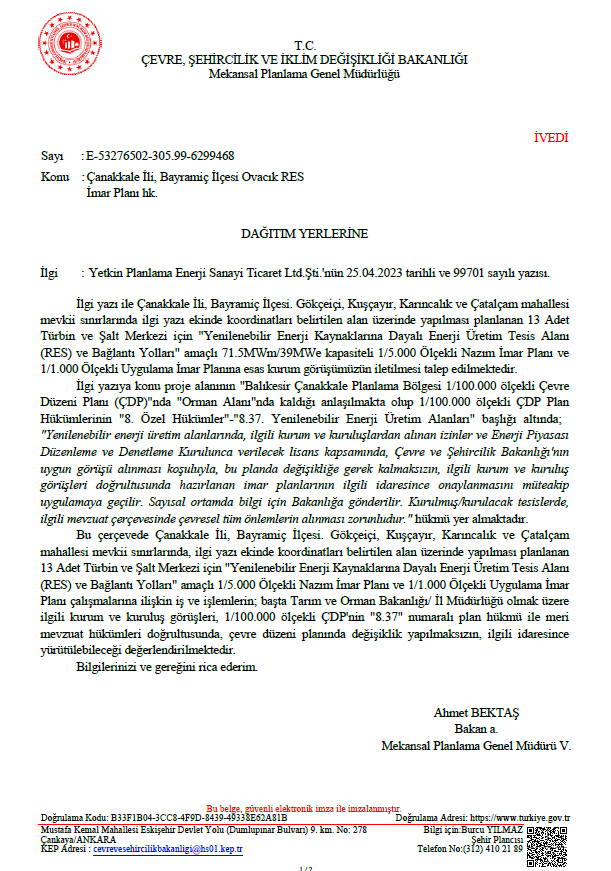 T.C.
ÇEVRE, ŞEHİRCİLİK VE İKLİM DEĞİŞİKLİĞİ BAKANLIĞI
Mekansal Planlama Genel Müdürlüğü
İVEDİ
Sayı : E-53276502-305.99-6299468
Konu : Çanakkale İli, Bayramiç İlçesi Ovacık RES
İmar Planı hk.
DAĞITIM YERLERİNE
İlgi : Yetkin Planlama Enerji Sanayi Ticaret Ltd.Şti.'nün 25.04.2023 tarihli ve 99701 sayılı yazısı.
İlgi yazı ile Çanakkale İli, Bayramiç İlçesi. Gökçeiçi, Kuşçayır, Karıncalık ve Çatalçam mahallesi
mevkii sınırlarında ilgi yazı ekinde koordinatları belirtilen alan üzerinde yapılması planlanan 13 Adet
Türbin ve Şalt Merkezi için "Yenilenebilir Enerji Kaynaklarına Dayalı Enerji Üretim Tesis Alanı
(RES) ve Bağlantı Yolları" amaçlı 71.5MWm/39MWe kapasiteli 1/5.000 Ölçekli Nazım İmar Planı ve
1/1.000 Ölçekli Uygulama İmar Planına esas kurum görüşümüzün iletilmesi talep edilmektedir.
İlgi yazıya konu proje alanının "Balıkesir Çanakkale Planlama Bölgesi 1/100.000 ölçekli Çevre
Düzeni Planı (ÇDP)"nda "Orman Alanı"nda kaldığı anlaşılmakta olup 1/100.000 ölçekli ÇDP Plan
Hükümlerinin "8. Özel Hükümler"-"8.37. Yenilenebilir Enerji Üretim Alanları" başlığı altında;
"Yenilenebilir enerji üretim alanlarında, ilgili kurum ve kuruluşlardan alınan izinler ve Enerji Piyasası
Düzenleme ve Denetleme Kurulunca verilecek lisans kapsamında, Çevre ve Şehircilik Bakanlığı'nın
uygun görüşü alınması koşuluyla, bu planda değişikliğe gerek kalmaksızın, ilgili kurum ve kuruluş
görüşleri doğrultusunda hazırlanan imar planlarının ilgili idaresince onaylanmasını müteakip
uygulamaya geçilir. Sayısal ortamda bilgi için Bakanlığa gönderilir. Kurulmuş/kurulacak tesislerde,
ilgili mevzuat çerçevesinde çevresel tüm önlemlerin alınması zorunludur." hükmü yer almaktadır.
Bu çerçevede Çanakkale İli, Bayramiç İlçesi. Gökçeiçi, Kuşçayır, Karıncalık ve Çatalçam
mahallesi mevkii sınırlarında, ilgi yazı ekinde koordinatları belirtilen alan üzerinde yapılması planlanan
13 Adet Türbin ve Şalt Merkezi için "Yenilenebilir Enerji Kaynaklarına Dayalı Enerji Üretim Tesis Alanı
(RES) ve Bağlantı Yolları" amaçlı 1/5.000 Ölçekli Nazım İmar Planı ve 1/1.000 Ölçekli Uygulama İmar
Planı çalışmalarına ilişkin iş ve işlemlerin; başta Tarım ve Orman Bakanlığı/ İl Müdürlüğü olmak üzere
ilgili kurum ve kuruluş görüşleri, 1/100.000 ölçekli ÇDP'nin "8.37" numaralı plan hükmü ile meri
mevzuat hükümleri doğrultusunda, çevre düzeni planında değişiklik yapılmaksızın, ilgili idaresince
yürütülebileceği değerlendirilmektedir.
Bilgilerinizi ve gereğini rica ederim.
Ahmet BEKTAŞ
Bakan a.
Mekansal Planlama Genel Müdürü V.
Bu belge, güvenli elektronik imza ile imzalanmıştır.
Doğrulama Kodu: B33F1B04-3CC8-4F9D-8439-49338E62A81B Doğrulama Adresi: https://www.turkiye.gov.tr
Mustafa Kemal Mahallesi Eskişehir Devlet Yolu (Dumlupınar Bulvarı) 9. km. No: 278 Bilgi için:Burcu YILMAZ
Çankaya/ANKARA Şehir Plancısı
KEP Adresi : cevrevesehircilikbakanligi@hs01.kep.tr Telefon No:(312) 410 21 89
1 / 2